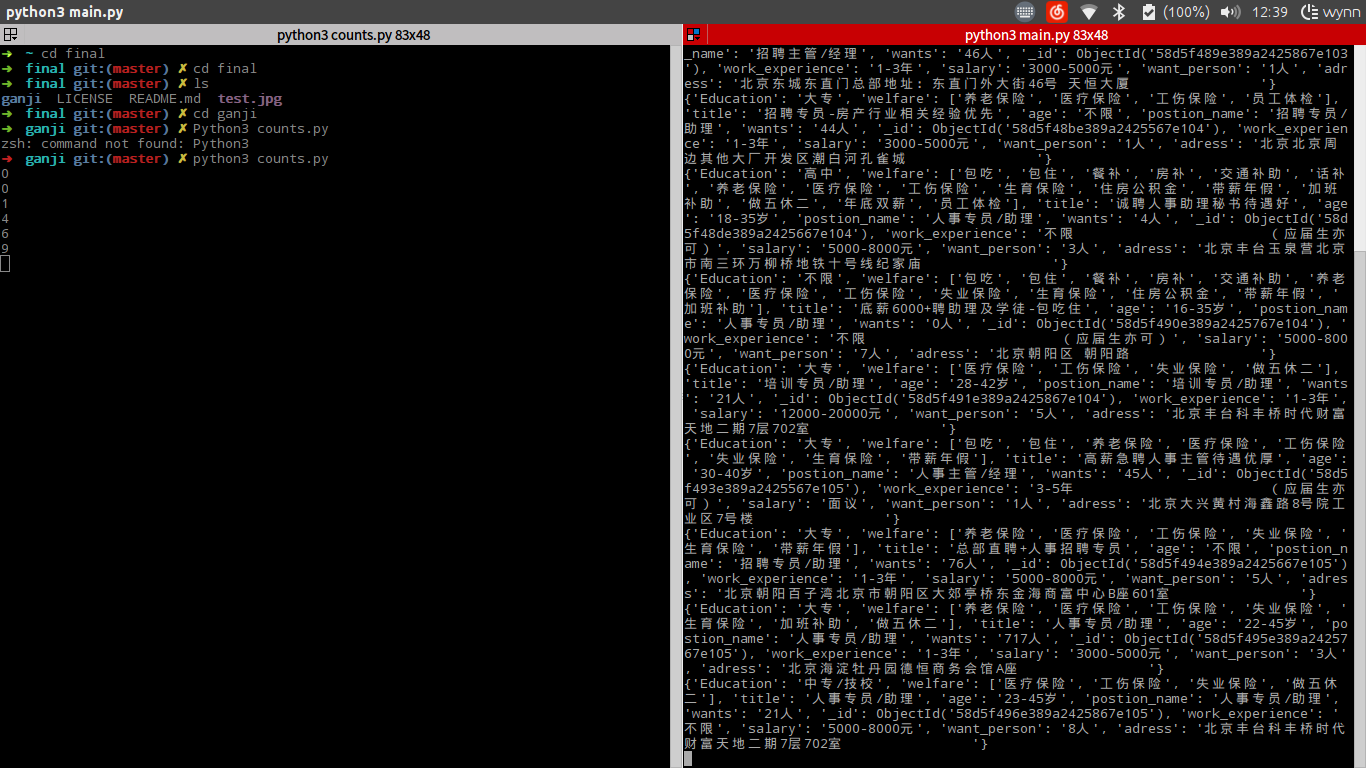 python3 main.py
(100%)
12:39
wynn
python3 counts.py 83x48
➜ ~ cd final
➜ final git:(master) ✗ cd final
➜ final git:(master) ✗ ls
ganji LICENSE README.md test.jpg
➜ final git:(master) ✗ cd ganji
➜ ganji git:(master) ✗ Python3 counts.py
zsh: command not found: Python3
➜ ganji git:(master) ✗ python3 counts.py
0
0
1
4
6
9
python3 main.py 83x48
_name': '招聘主管/经理', 'wants': '46人', '_id': ObjectId('58d5f489e389a2425867e103
'), 'work_experience': '1-3年', 'salary': '3000-5000元', 'want_person': '1人', 'adr
ess': '北京东城东直门总部地址: 东直门外大街46号 天恒大厦 '}
{'Education': '大专', 'welfare': ['养老保险', '医疗保险', '工伤保险', '员工体检'],
'title': '招聘专员-房产行业相关经验优先', 'age': '不限', 'postion_name': '招聘专员/
助理', 'wants': '44人', '_id': ObjectId('58d5f48be389a2425567e104'), 'work_experien
ce': '1-3年', 'salary': '3000-5000元', 'want_person': '1人', 'adress': '北京北京周
边其他大厂开发区潮白河孔雀城 '}
{'Education': '高中', 'welfare': ['包吃', '包住', '餐补', '房补', '交通补助', '话补
', '养老保险', '医疗保险', '工伤保险', '生育保险', '住房公积金', '带薪年假', '加班
补助', '做五休二', '年底双薪', '员工体检'], 'title': '诚聘人事助理秘书待遇好', 'age
': '18-35岁', 'postion_name': '人事专员/助理', 'wants': '4人', '_id': ObjectId('58d
5f48de389a2425667e104'), 'work_experience': '不限 (应届生亦
可)', 'salary': '5000-8000元', 'want_person': '3人', 'adress': '北京丰台玉泉营北京
市南三环万柳桥地铁十号线纪家庙 '}
{'Education': '不限', 'welfare': ['包吃', '包住', '餐补', '房补', '交通补助', '养老
保险', '医疗保险', '工伤保险', '失业保险', '生育保险', '住房公积金', '带薪年假', '
加班补助'], 'title': '底薪6000+聘助理及学徒-包吃住', 'age': '16-35岁', 'postion_nam
e': '人事专员/助理', 'wants': '0人', '_id': ObjectId('58d5f490e389a2425767e104'), '
work_experience': '不限 (应届生亦可)', 'salary': '5000-800
0元', 'want_person': '7人', 'adress': '北京朝阳区 朝阳路 '}
{'Education': '大专', 'welfare': ['医疗保险', '工伤保险', '失业保险', '做五休二'],
'title': '培训专员/助理', 'age': '28-42岁', 'postion_name': '培训专员/助理', 'wants
': '21人', '_id': ObjectId('58d5f491e389a2425867e104'), 'work_experience': '1-3年',
'salary': '12000-20000元', 'want_person': '5人', 'adress': '北京丰台科丰桥时代财富
天地二期7层702室 '}
{'Education': '大专', 'welfare': ['包吃', '包住', '养老保险', '医疗保险', '工伤保险
', '失业保险', '生育保险', '带薪年假'], 'title': '高薪急聘人事主管待遇优厚', 'age':
'30-40岁', 'postion_name': '人事主管/经理', 'wants': '45人', '_id': ObjectId('58d5
f493e389a2425567e105'), 'work_experience': '3-5年 (应届生亦
可)', 'salary': '面议', 'want_person': '1人', 'adress': '北京大兴黄村海鑫路8号院工
业区7号楼 '}
{'Education': '大专', 'welfare': ['养老保险', '医疗保险', '工伤保险', '失业保险', '
生育保险', '带薪年假'], 'title': '总部直聘+人事招聘专员', 'age': '不限', 'postion_n
ame': '招聘专员/助理', 'wants': '76人', '_id': ObjectId('58d5f494e389a2425667e105')
, 'work_experience': '1-3年', 'salary': '5000-8000元', 'want_person': '5人', 'adres
s': '北京朝阳百子湾北京市朝阳区大郊亭桥东金海商富中心B座601室 '}
{'Education': '大专', 'welfare': ['养老保险', '医疗保险', '工伤保险', '失业保险', '
生育保险', '加班补助', '做五休二'], 'title': '人事专员/助理', 'age': '22-45岁', 'po
stion_name': '人事专员/助理', 'wants': '717人', '_id': ObjectId('58d5f495e389a24257
67e105'), 'work_experience': '1-3年', 'salary': '3000-5000元', 'want_person': '3人'
, 'adress': '北京海淀牡丹园德恒商务会馆A座 '}
{'Education': '中专/技校', 'welfare': ['医疗保险', '工伤保险', '失业保险', '做五休
二'], 'title': '人事专员/助理', 'age': '23-45岁', 'postion_name': '人事专员/助理',
'wants': '21人', '_id': ObjectId('58d5f496e389a2425867e105'), 'work_experience': '
不限', 'salary': '5000-8000元', 'want_person': '8人', 'adress': '北京丰台科丰桥时代
财富天地二期7层702室 '}